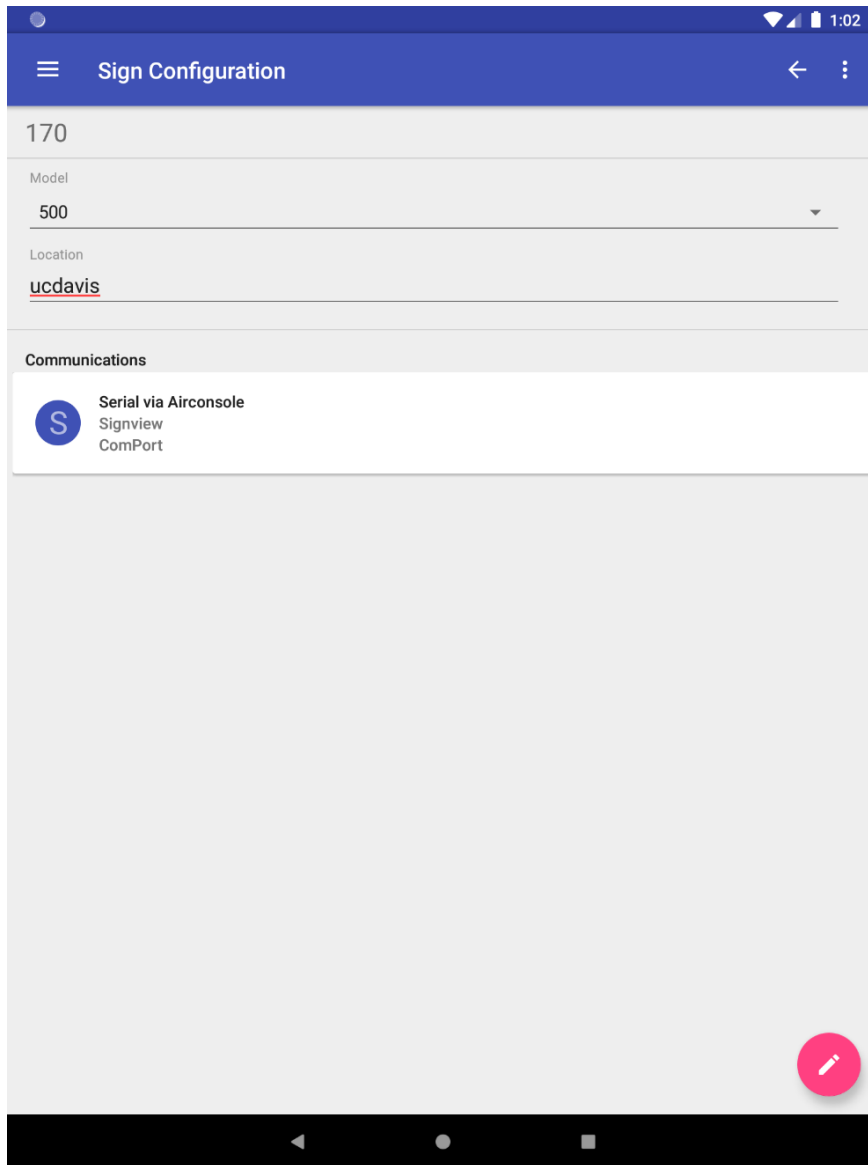 1:02
Sign Configuration
170
Model
500
Location
ucdavis
Communications
S
Serial via Airconsole
Signview
ComPort